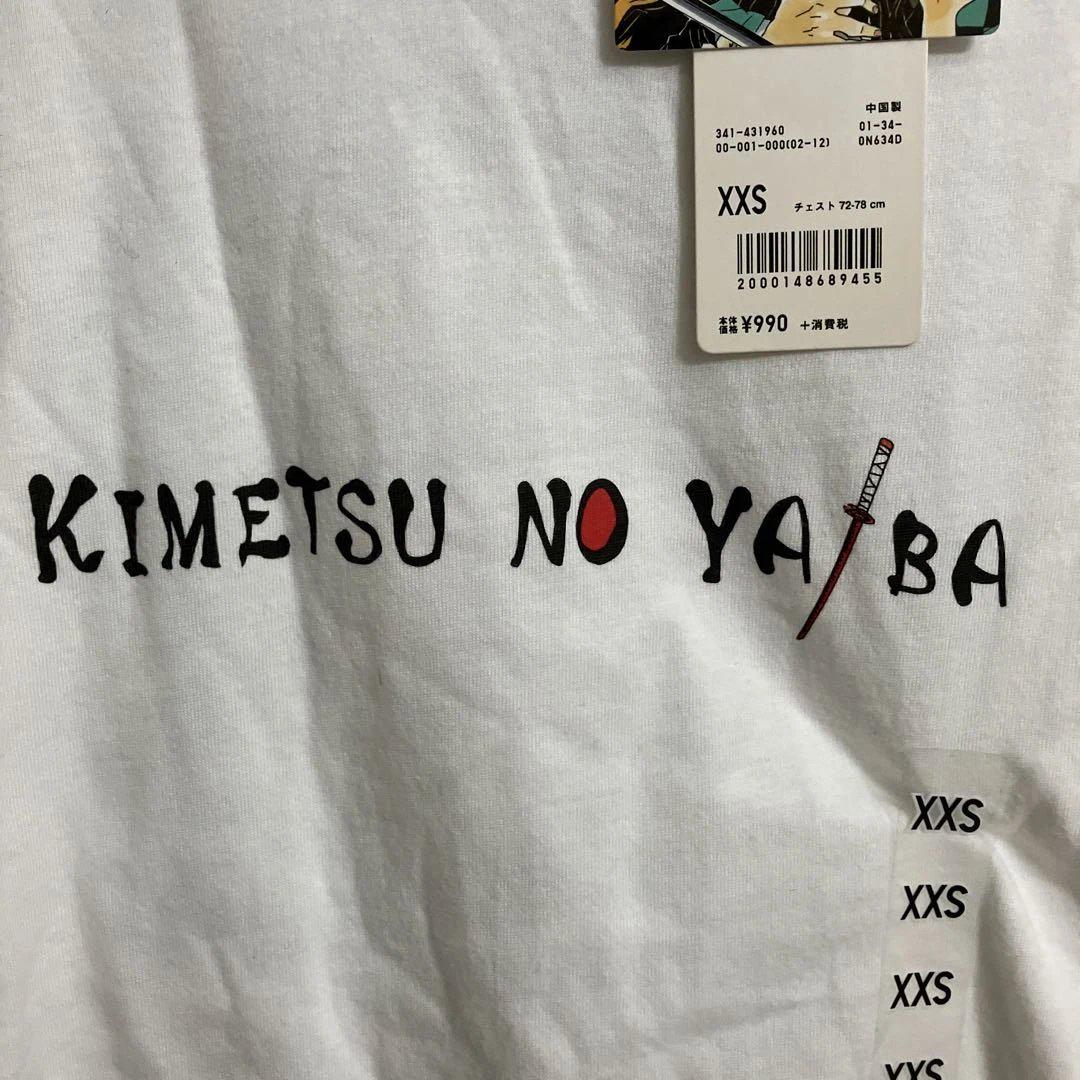 中国製
341-431960 01-34-
00-001-000(02-12) 0N634D
XXS チェスト 72-78 cm
2000148689455
本体価格 ¥990 +消費税
KIMETSU NO YAIBA
XXS
XXS
XXS
XXS